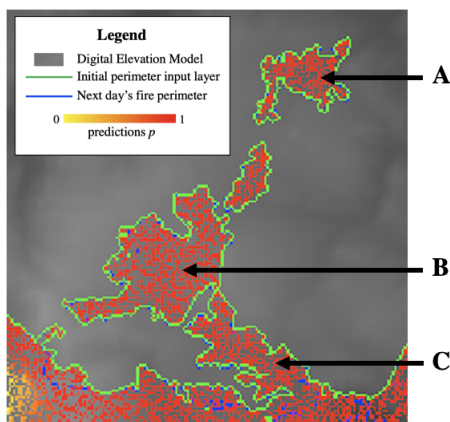 Legend
Digital Elevation Model
Initial perimeter input layer
Next day's fire perimeter
0 1
predictions p
A
B
C